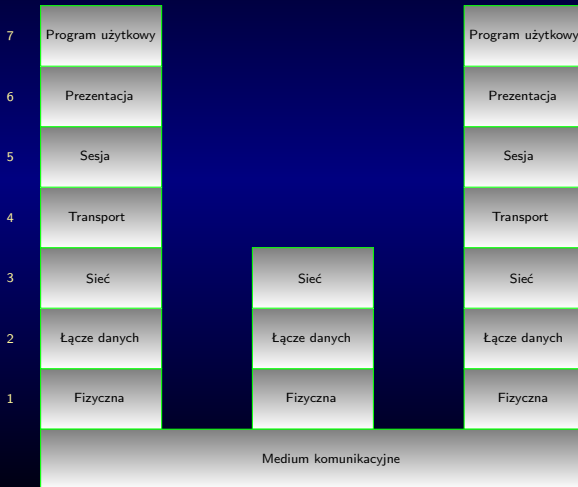 7 Program użytkowy Program użytkowy
6 Prezentacja Prezentacja
5 Sesja Sesja
4 Transport Transport
3 Sieć Sieć Sieć
2 Łącze danych Łącze danych Łącze danych
1 Fizyczna Fizyczna Fizyczna
Medium komunikacyjne